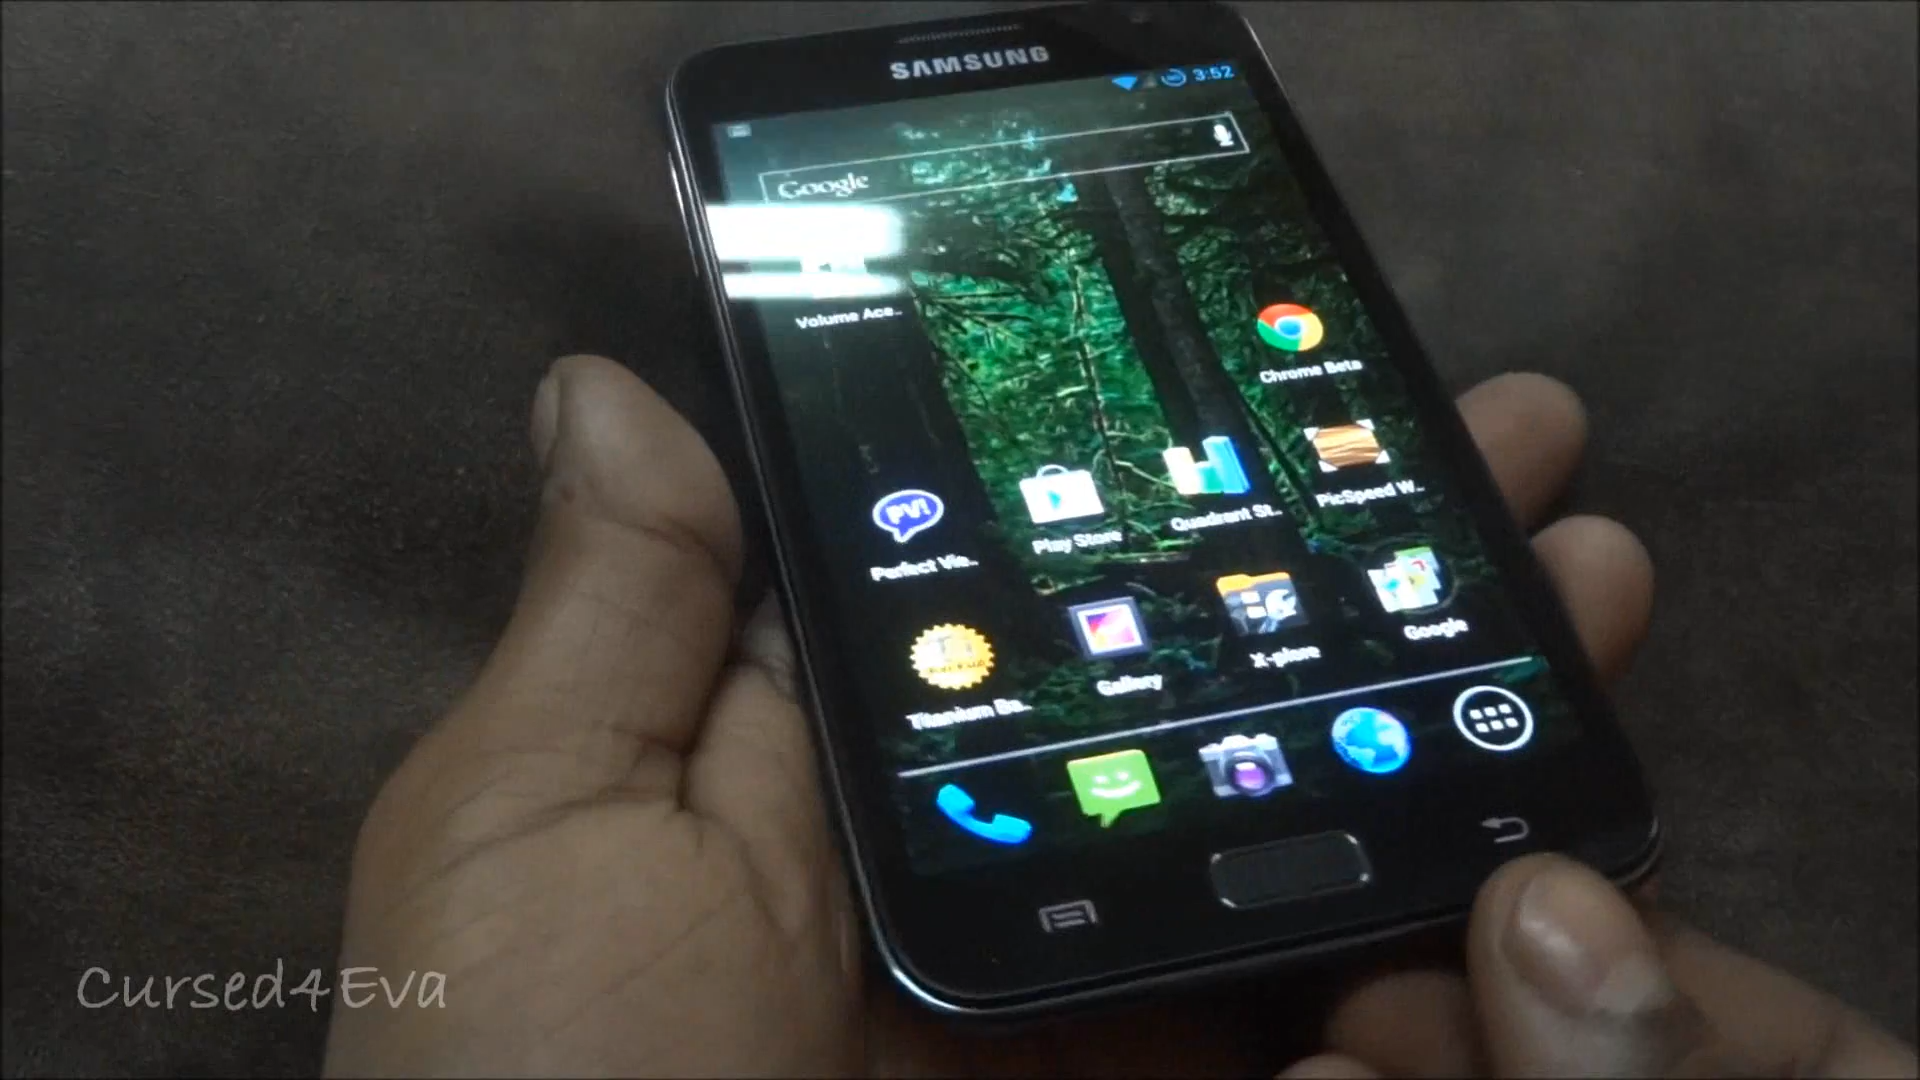 SAMSUNG
3:52
Google
Volume Ace..
Chrome Beta
PV!
Perfect Vie..
Play Store
Quadrant St..
PicSpeed W..
Titanium Ba..
Gallery
X-plore
Google
Cursed4Eva